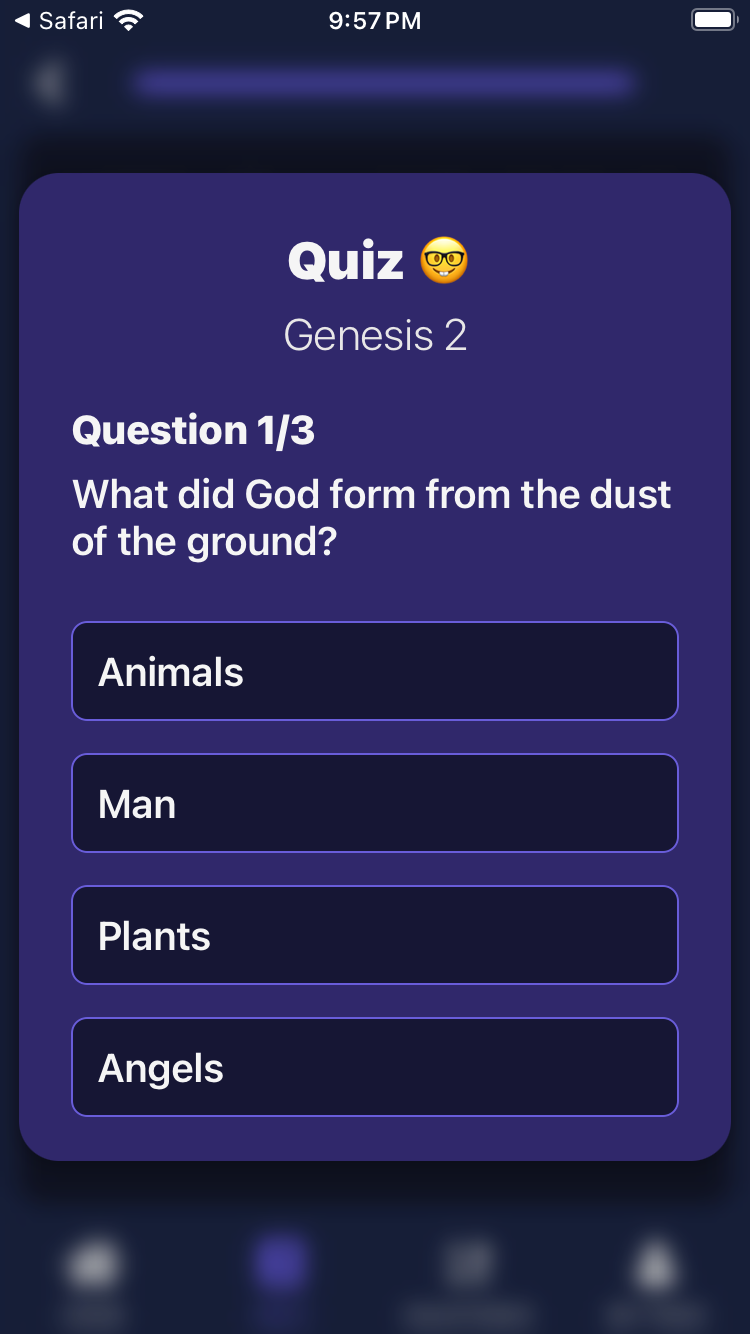 Safari
9:57 PM
Quiz 🤓
Genesis 2
Question 1/3
What did God form from the dust
of the ground?
Animals
Man
Plants
Angels